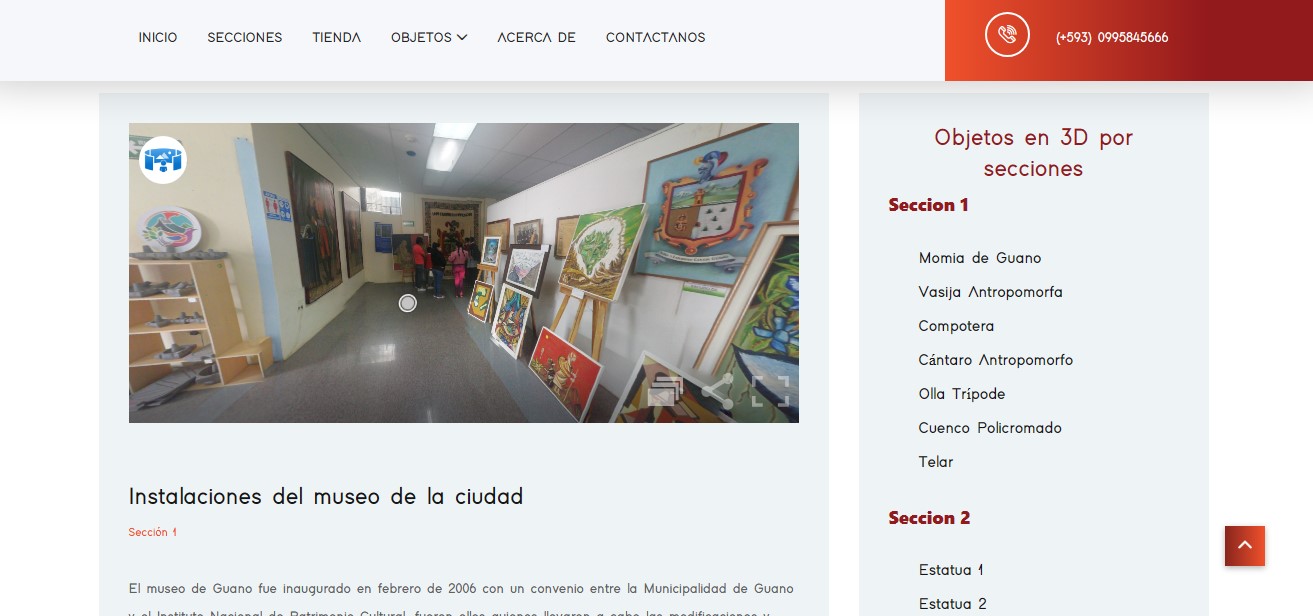 INICIO
SECCIONES
TIENDA
OBJETOS
ACERCA DE
CONTACTANOS
(+593) 0995845666
Instalaciones del museo de la ciudad
Sección 1
El museo de Guano fue inaugurado en febrero de 2006 con un convenio entre la Municipalidad de Guano
y el Instituto Nacional de Patrimonio Cultural, fueron ellos quienes llevaron a cabo las modificaciones y
Objetos en 3D por
secciones
Seccion 1
Momia de Guano
Vasija Antropomorfa
Compotera
Cántaro Antropomorfo
Olla Trípode
Cuenco Policromado
Telar
Seccion 2
Estatua 1
Estatua 2